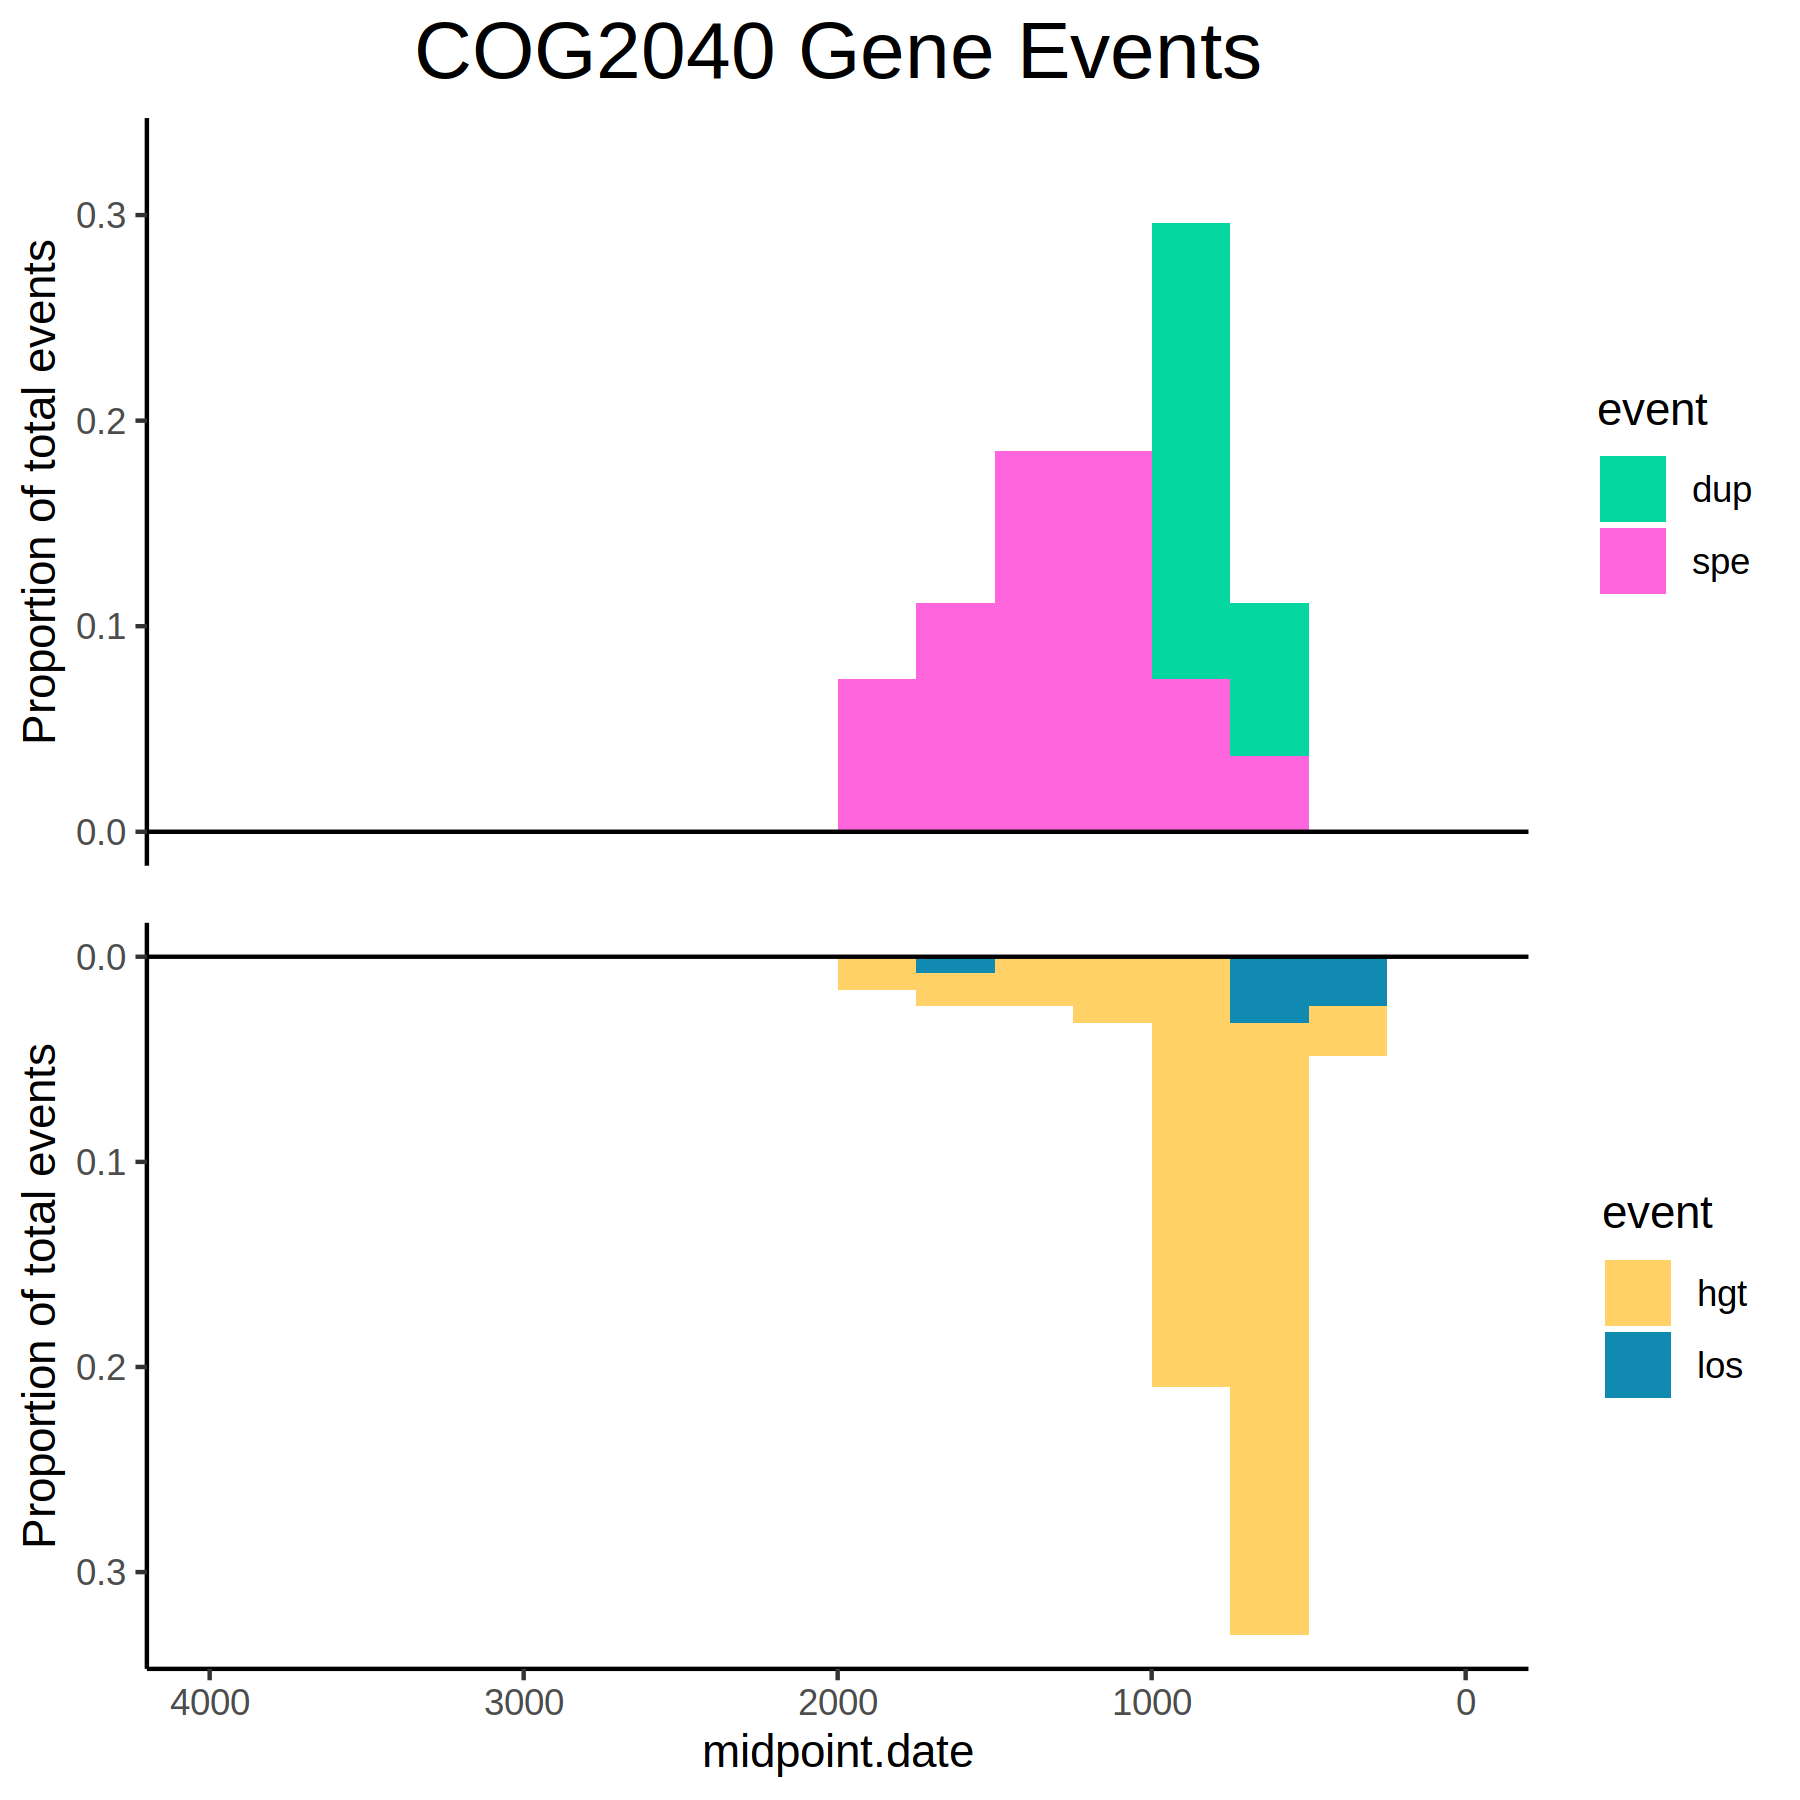 COG2040 Gene Events
Proportion of total events
0.3
0.2
0.1
0.0
event
dup
spe
Proportion of total events
0.0
0.1
0.2
0.3
event
hgt
los
4000 3000 2000 1000 0
midpoint.date